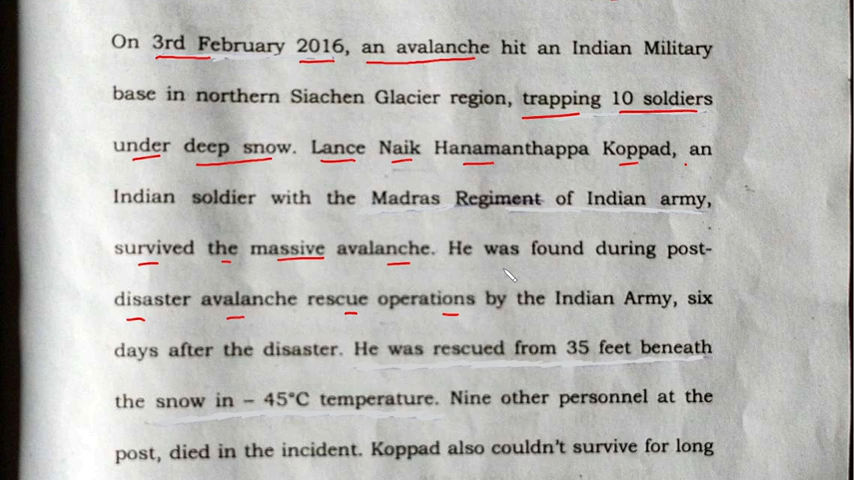 On 3rd February 2016, an avalanche hit an Indian Military
base in northern Siachen Glacier region, trapping 10 soldiers
under deep snow. Lance Naik Hanamanthappa Koppad, an
Indian soldier with the Madras Regiment of Indian army,
survived the massive avalanche. He was found during post-
disaster avalanche rescue operations by the Indian Army, six
days after the disaster. He was rescued from 35 feet beneath
the snow in – 45°C temperature. Nine other personnel at the
post, died in the incident. Koppad also couldn't survive for long